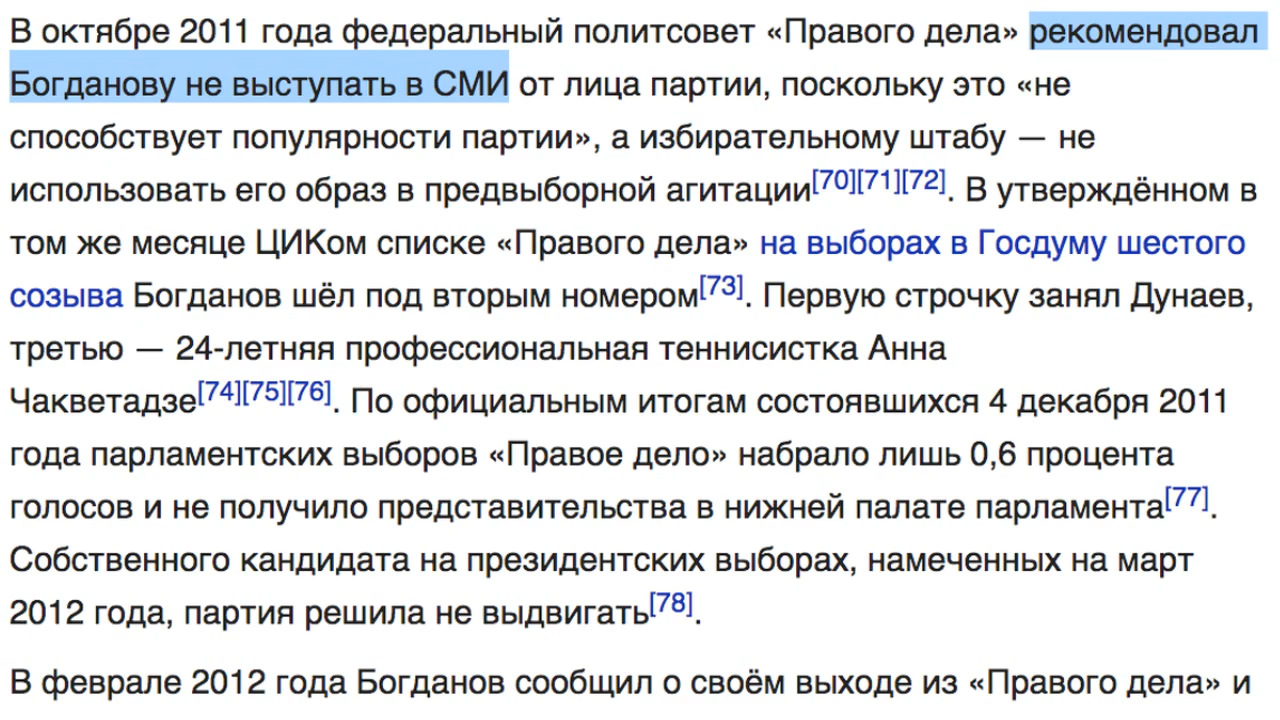 В октябре 2011 года федеральный политсовет «Правого дела» рекомендовал
Богданову не выступать в СМИ от лица партии, поскольку это «не
способствует популярности партии», а избирательному штабу — не
использовать его образ в предвыборной агитации[70][71][72]. В утверждённом в
том же месяце ЦИКом списке «Правого дела» на выборах в Госдуму шестого
созыва Богданов шёл под вторым номером[73]. Первую строчку занял Дунаев,
третью — 24-летняя профессиональная теннисистка Анна
Чакветадзе[74][75][76]. По официальным итогам состоявшихся 4 декабря 2011
года парламентских выборов «Правое дело» набрало лишь 0,6 процента
голосов и не получило представительства в нижней палате парламента[77].
Собственного кандидата на президентских выборах, намеченных на март
2012 года, партия решила не выдвигать[78].
В феврале 2012 года Богданов сообщил о своём выходе из «Правого дела» и